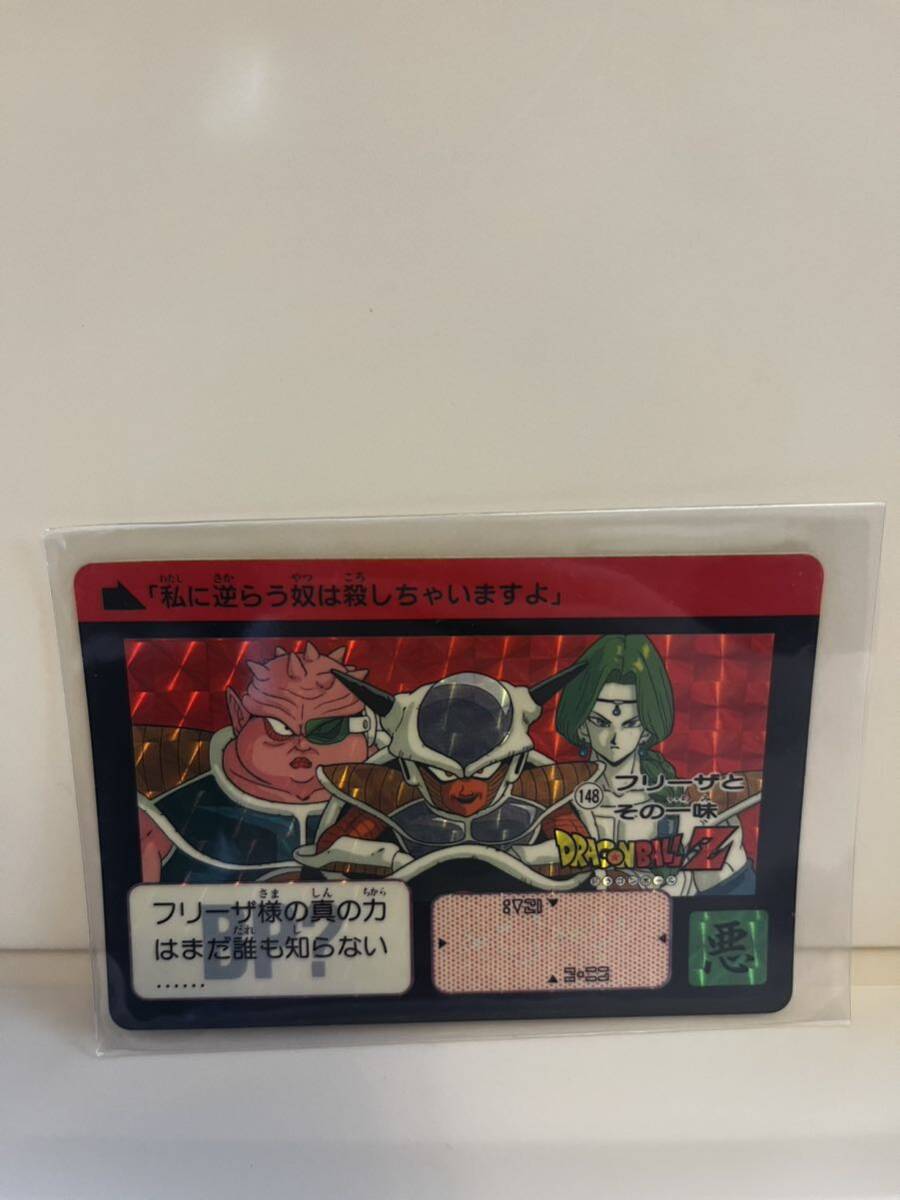 「私に逆らう奴は殺しちゃいますよ」
148
フリーザと
その一味
DRAGONBALL Z
フリーザ様の真の力
はまだ誰も知らない
……
BP?
悪